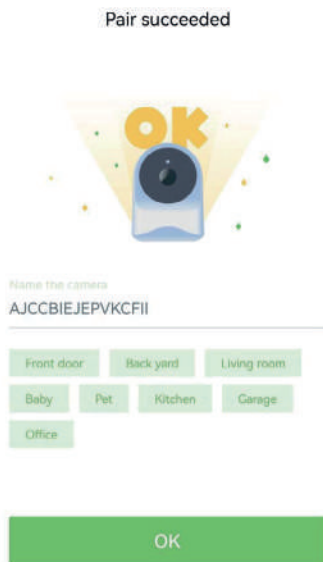 Pair succeeded
OK
Name the camera
AJCCBIEJEPVKCFII
Front door Back yard Living room
Baby Pet Kitchen Garage
Office
OK